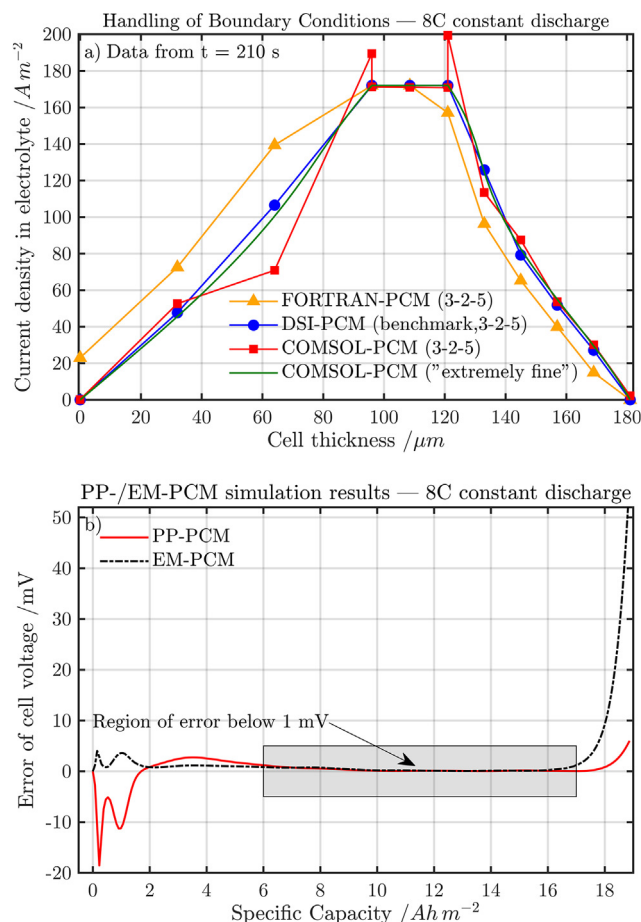 Handling of Boundary Conditions — 8C constant discharge
a) Data from t = 210 s
Current density in electrolyte /A m⁻²
200
180
160
140
120
100
80
60
40
20
0
FORTRAN-PCM (3-2-5)
DSI-PCM (benchmark,3-2-5)
COMSOL-PCM (3-2-5)
COMSOL-PCM ("extremely fine")
0 20 40 60 80 100 120 140 160 180
Cell thickness /μm
PP-/EM-PCM simulation results — 8C constant discharge
b)
PP-PCM
EM-PCM
Error of cell voltage /mV
50
40
30
20
10
0
-10
-20
Region of error below 1 mV
0 2 4 6 8 10 12 14 16 18
Specific Capacity /Ah m⁻²